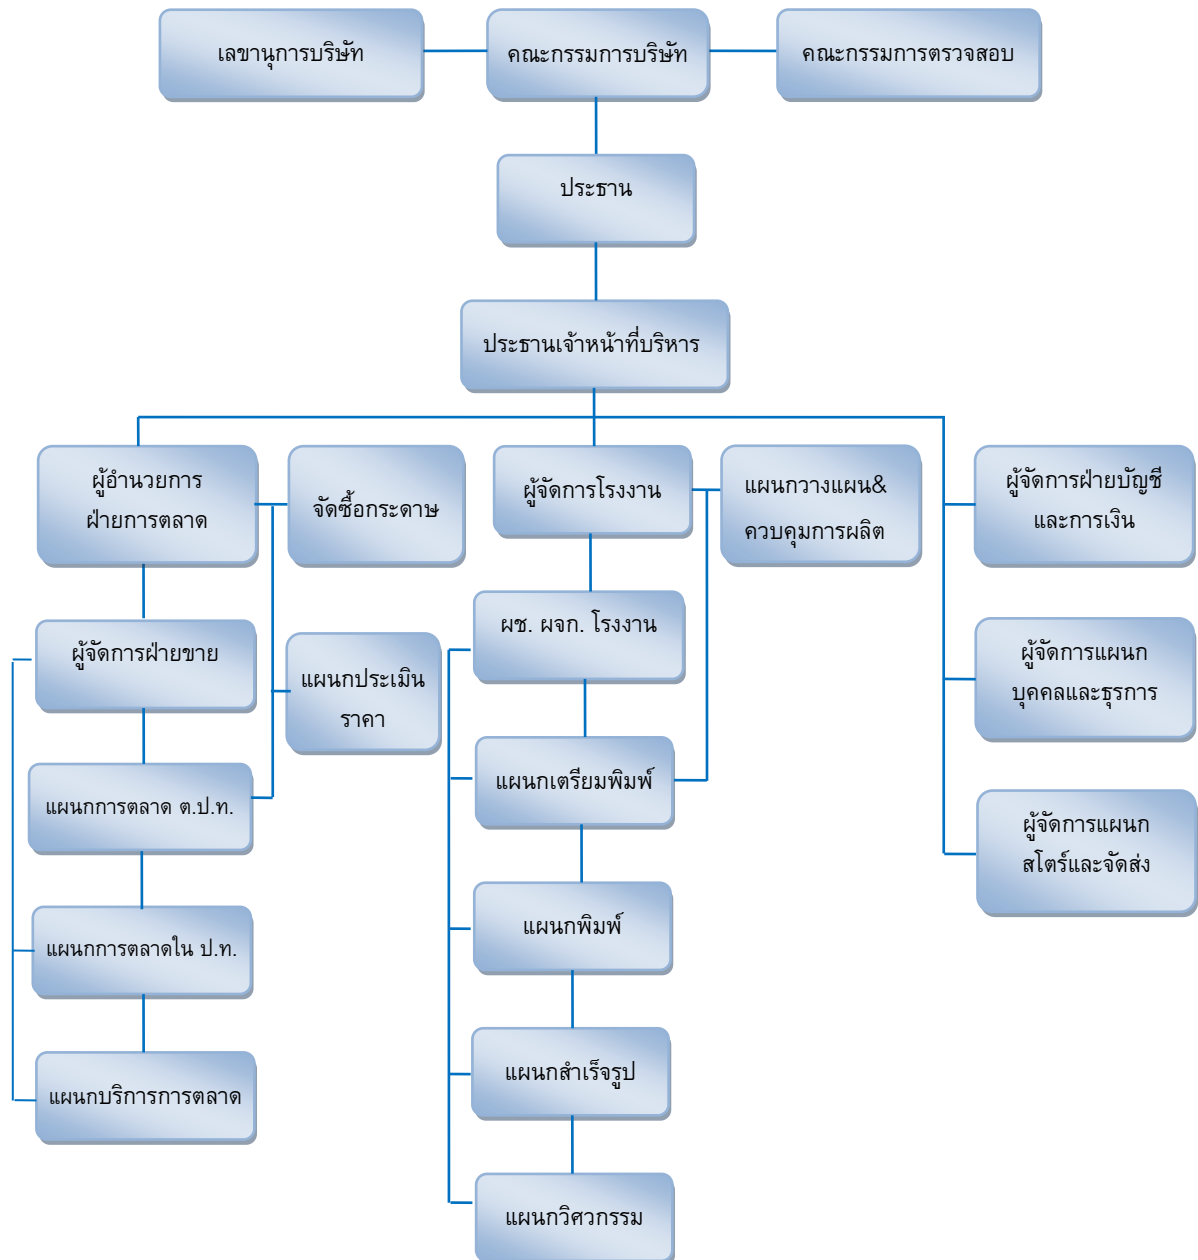 เลขานุการบริษัท
คณะกรรมการบริษัท
คณะกรรมการตรวจสอบ
ประธาน
ประธานเจ้าหน้าที่บริหาร
ผู้อำนวยการ
ฝ่ายการตลาด
จัดซื้อกระดาษ
ผู้จัดการโรงงาน
แผนกวางแผน&
ควบคุมการผลิต
ผู้จัดการฝ่ายบัญชี
และการเงิน
ผู้จัดการฝ่ายขาย
แผนกประเมิน
ราคา
ผช. ผจก. โรงงาน
ผู้จัดการแผนก
บุคคลและธุรการ
แผนกการตลาด ต.ป.ท.
แผนกเตรียมพิมพ์
ผู้จัดการแผนก
สโตร์และจัดส่ง
แผนกการตลาดใน ป.ท.
แผนกพิมพ์
แผนกบริการการตลาด
แผนกสำเร็จรูป
แผนกวิศวกรรม